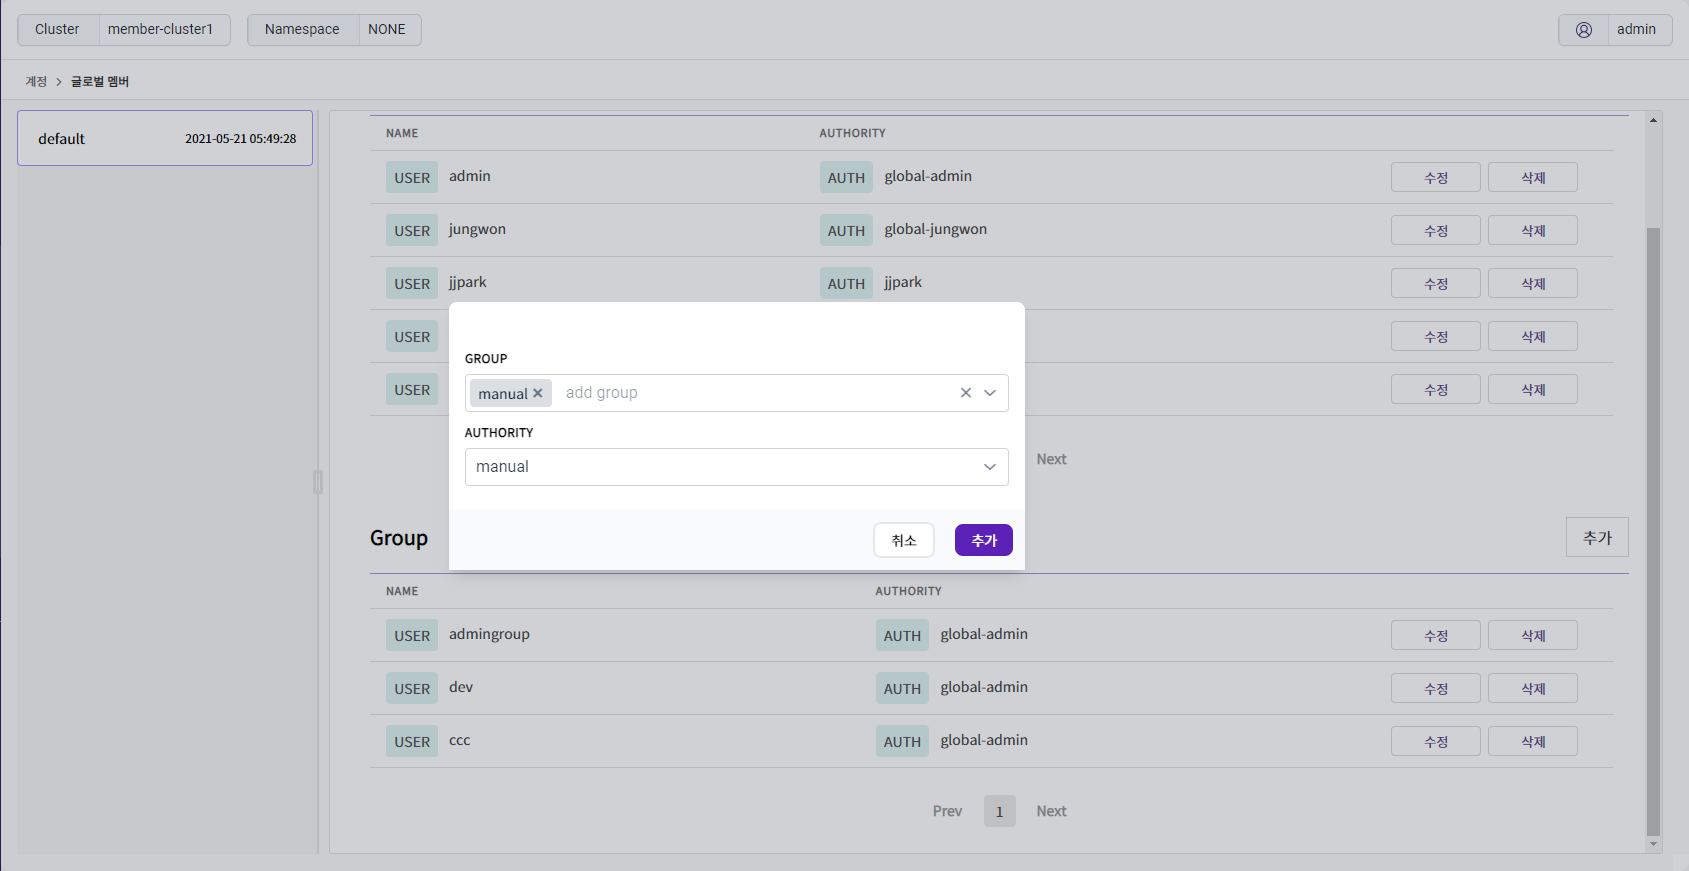 Cluster member-cluster1 Namespace NONE admin
계정 > 글로벌 멤버
default 2021-05-21 05:49:28
NAME AUTHORITY
USER admin AUTH global-admin 수정 삭제
USER jungwon AUTH global-jungwon 수정 삭제
USER jjpark AUTH jjpark 수정 삭제
USER 수정 삭제
USER 수정 삭제
Next
GROUP
manual × add group
AUTHORITY
manual
취소 추가
Group 추가
NAME AUTHORITY
USER admingroup AUTH global-admin 수정 삭제
USER dev AUTH global-admin 수정 삭제
USER ccc AUTH global-admin 수정 삭제
Prev 1 Next